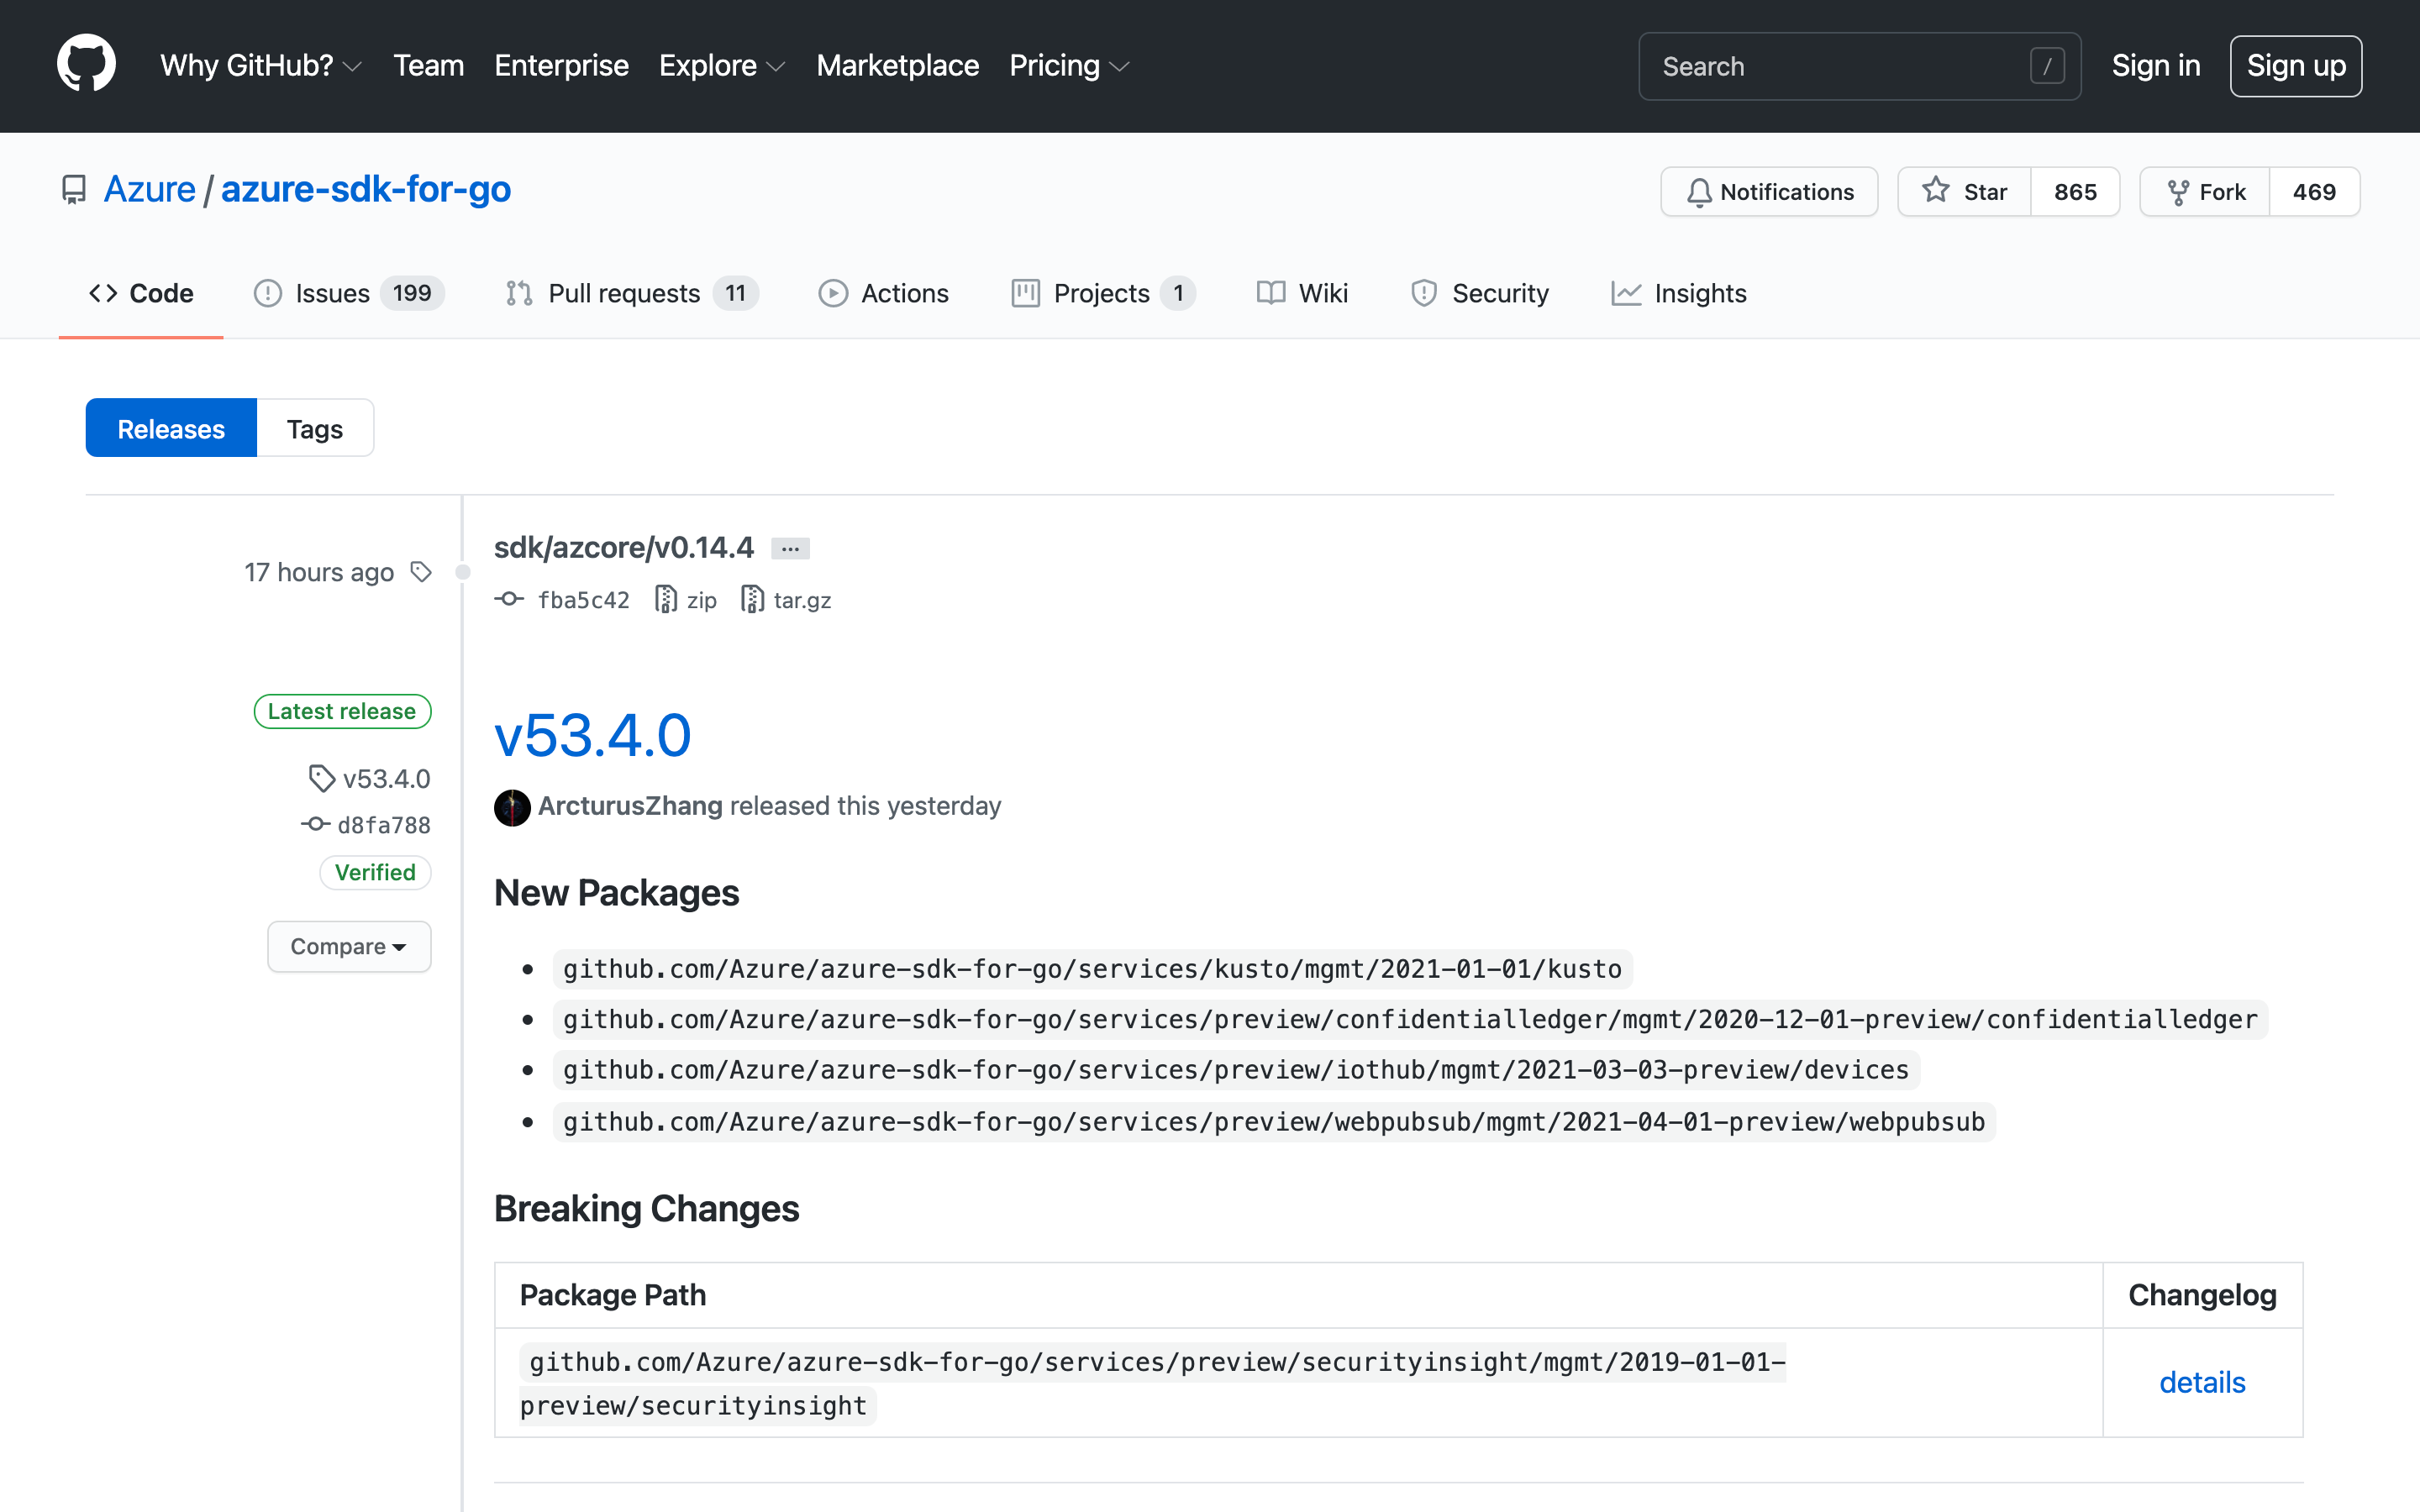 Why GitHub? Team Enterprise Explore Marketplace Pricing Search / Sign in Sign up
Azure / azure-sdk-for-go Notifications Star 865 Fork 469
Code Issues 199 Pull requests 11 Actions Projects 1 Wiki Security Insights
Releases Tags
sdk/azcore/v0.14.4 ...
17 hours ago
fba5c42 zip tar.gz
Latest release
v53.4.0
v53.4.0
d8fa788
Verified
Compare
ArcturusZhang released this yesterday
New Packages
• github.com/Azure/azure-sdk-for-go/services/kusto/mgmt/2021-01-01/kusto
• github.com/Azure/azure-sdk-for-go/services/preview/confidentialledger/mgmt/2020-12-01-preview/confidentialledger
• github.com/Azure/azure-sdk-for-go/services/preview/iothub/mgmt/2021-03-03-preview/devices
• github.com/Azure/azure-sdk-for-go/services/preview/webpubsub/mgmt/2021-04-01-preview/webpubsub
Breaking Changes
Package Path Changelog
github.com/Azure/azure-sdk-for-go/services/preview/securityinsight/mgmt/2019-01-01-
preview/securityinsight
details